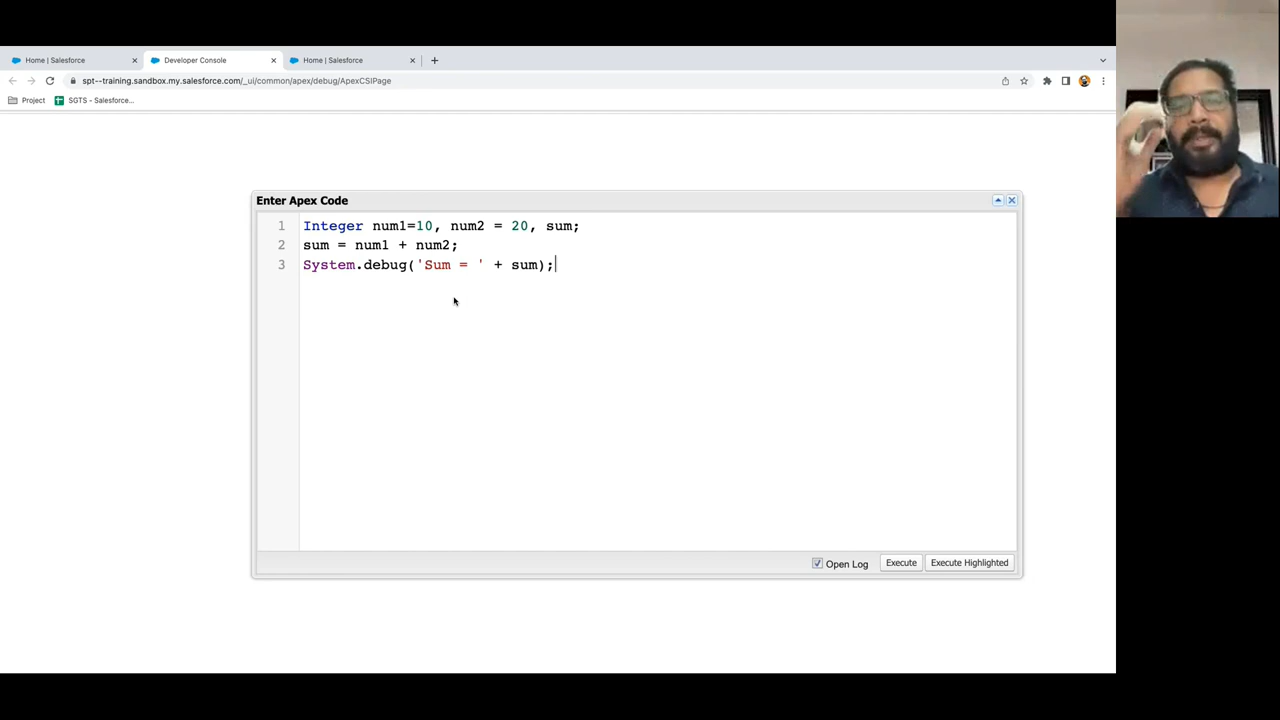 Home | Salesforce
Developer Console
Home | Salesforce
spt--training.sandbox.my.salesforce.com/_ui/common/apex/debug/ApexCSIPage
Project
SGTS - Salesforce...
Enter Apex Code
1 Integer num1=10, num2 = 20, sum;
2 sum = num1 + num2;
3 System.debug('Sum = ' + sum);
Open Log
Execute
Execute Highlighted